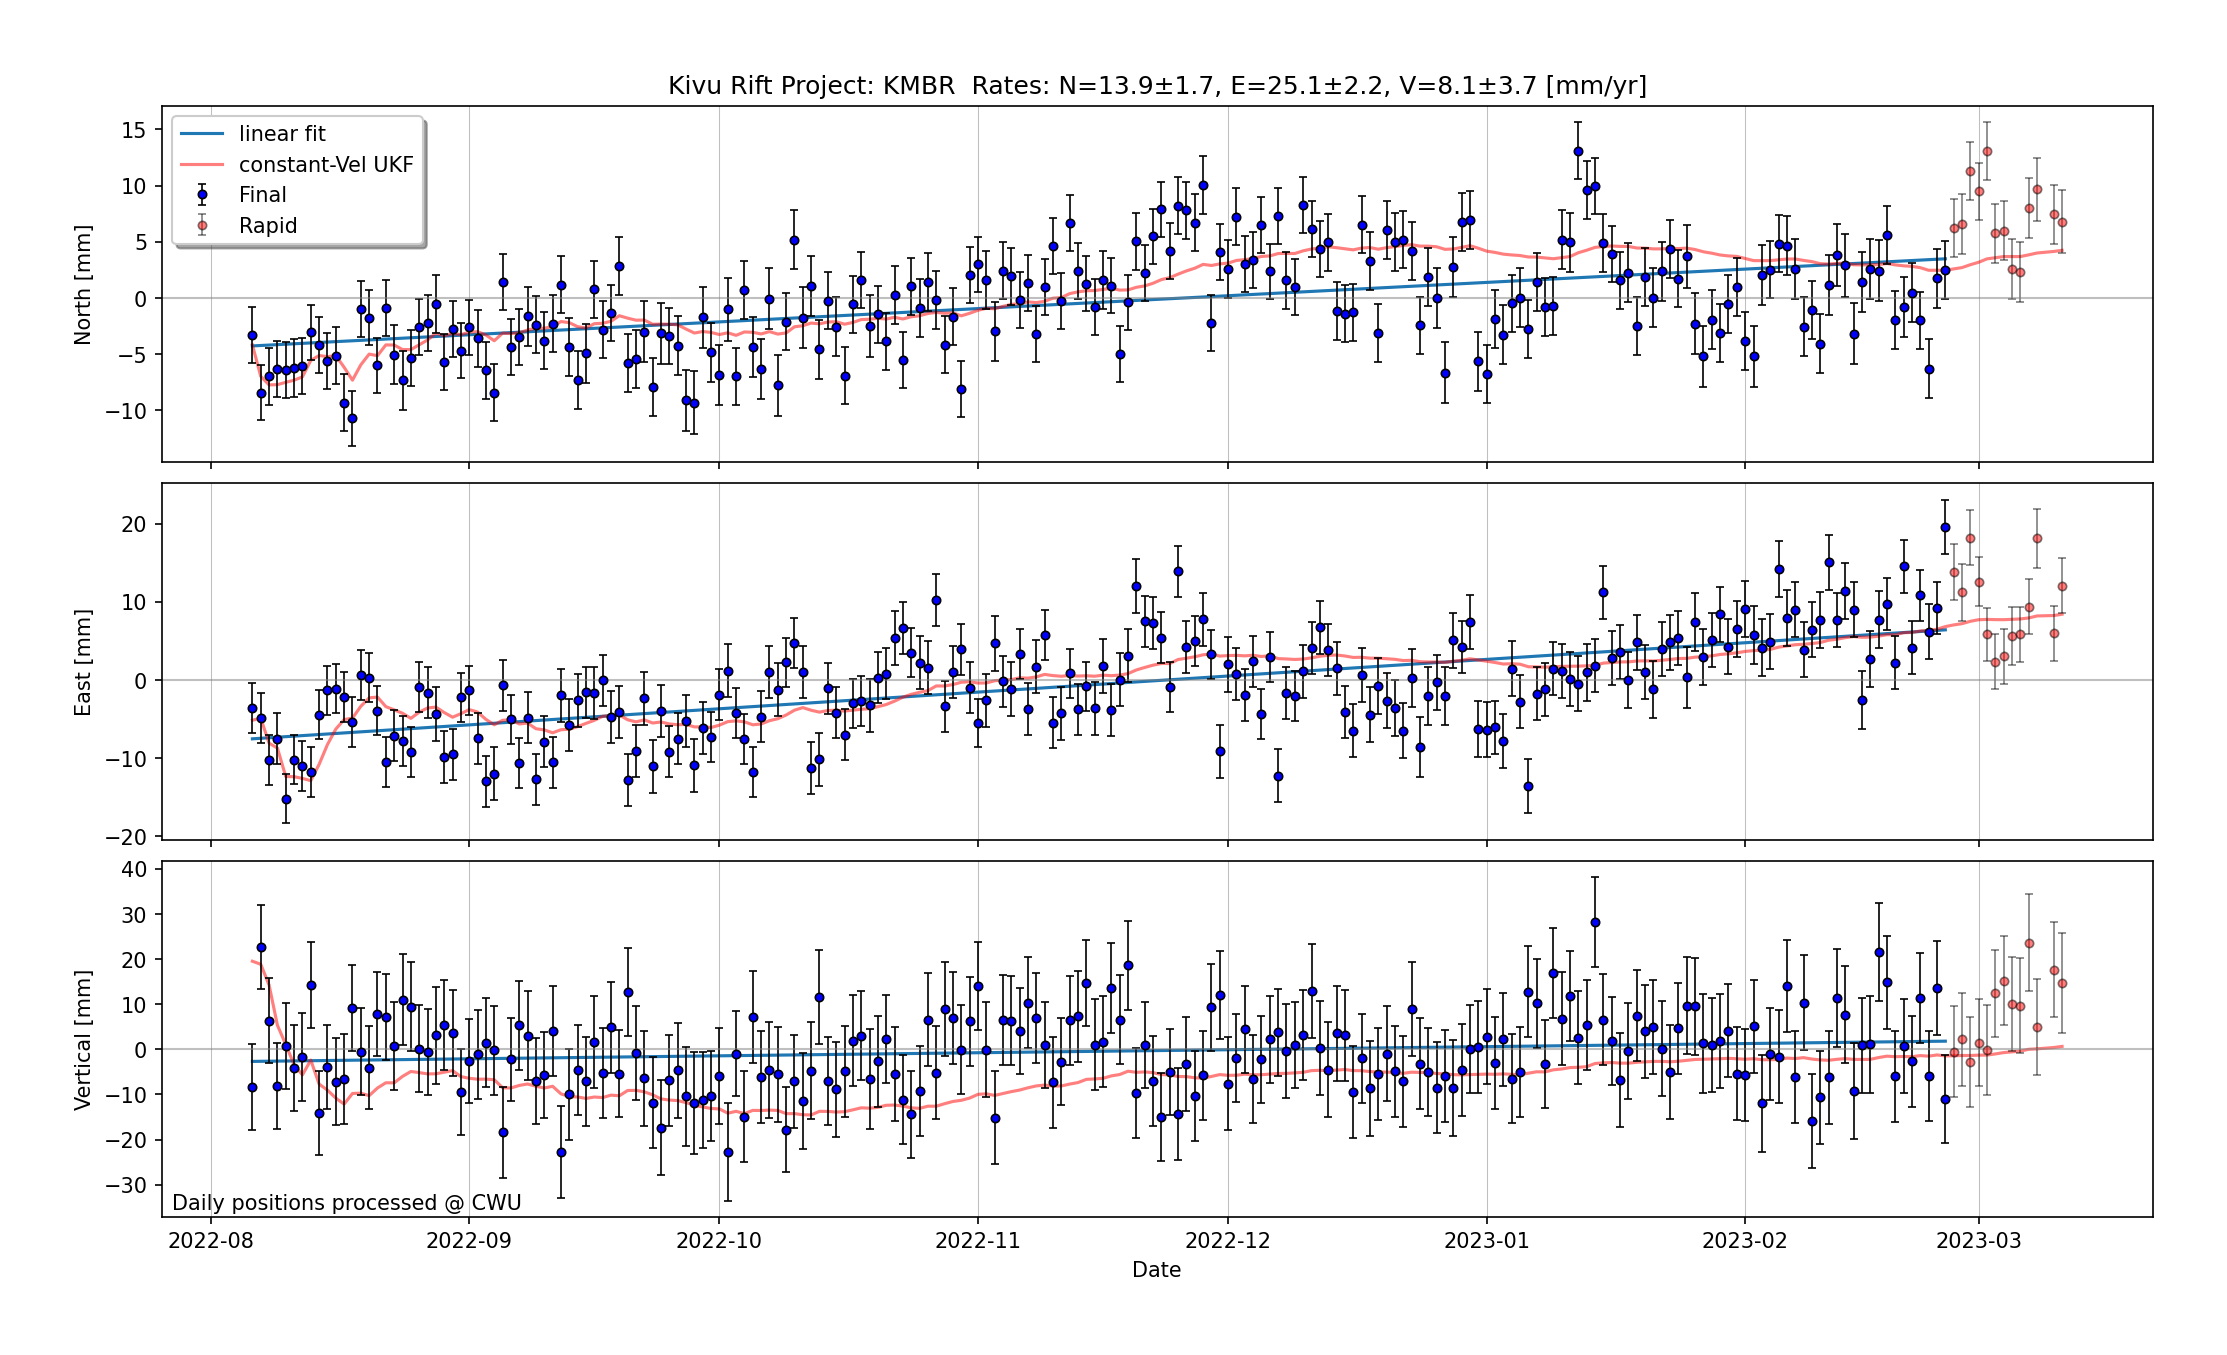 Kivu Rift Project: KMBR  Rates: N=13.9±1.7, E=25.1±2.2, V=8.1±3.7 [mm/yr]
linear fit
constant-Vel UKF
Final
Rapid
North [mm]
15
10
5
0
−5
−10
East [mm]
20
10
0
−10
−20
Vertical [mm]
40
30
20
10
0
−10
−20
−30
Daily positions processed @ CWU
2022-08 2022-09 2022-10 2022-11 2022-12 2023-01 2023-02 2023-03
Date